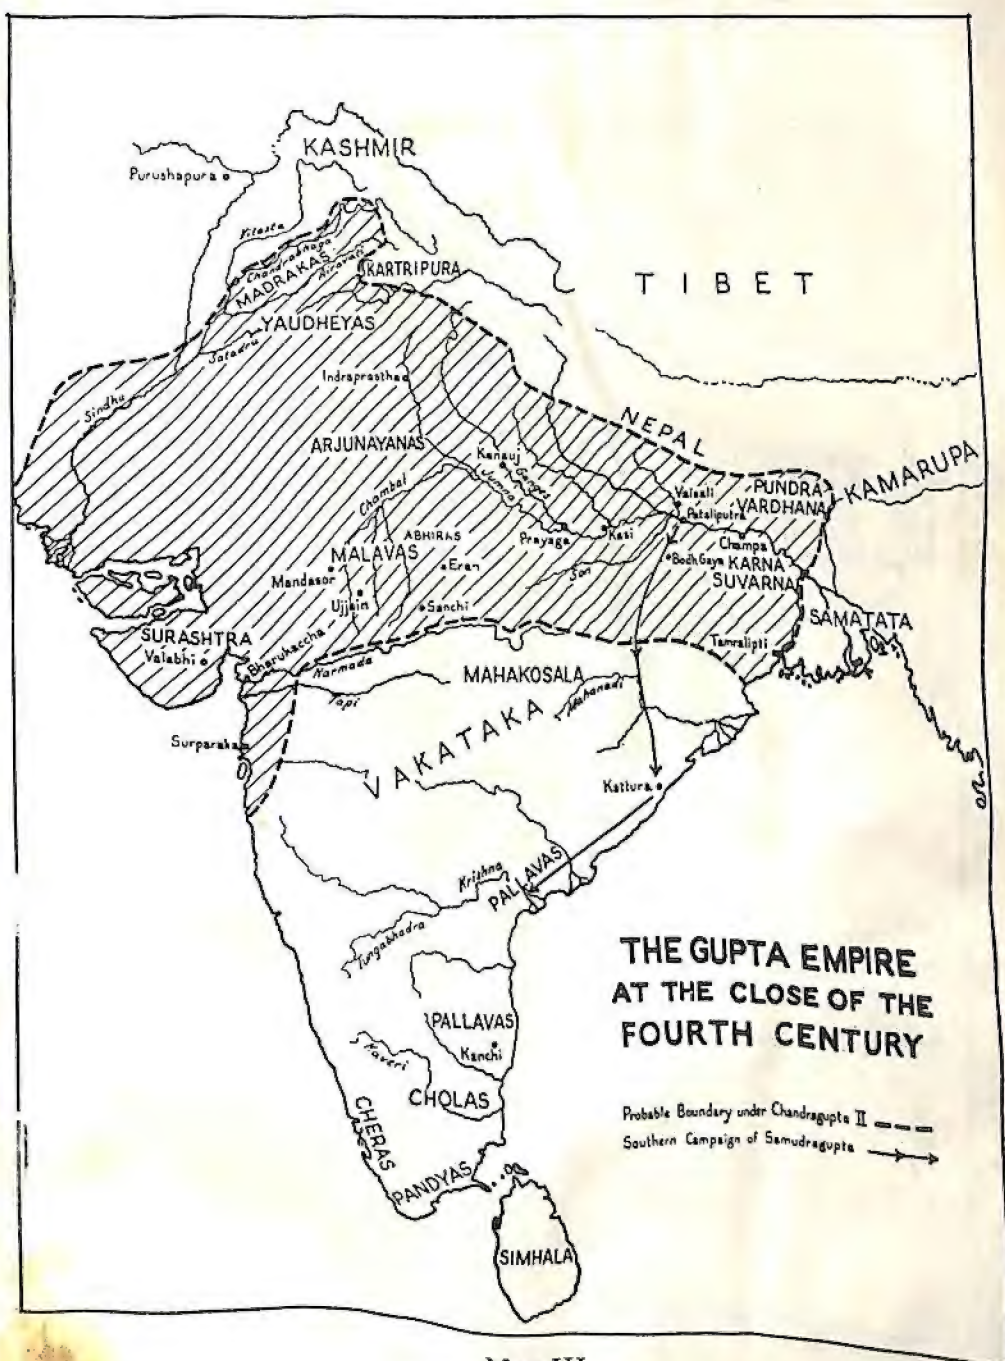 KASHMIR
Purushapura
Vitasta
Chandrabhaga
MADRAKAS
Airavati
KARTRIPURA
TIBET
YAUDHEYAS
Satadru
Indraprastha
Sindhu
NEPAL
ARJUNAYANAS
Kanauj
Ganges
Jumna
KAMARUPA
Chambal
Vaisali
PUNDRA
VARDHANA
Pataliputra
ABHIRAS
Prayaga
Kasi
Champa
MALAVAS
Eran
Bodh Gaya
KARNA
SUVARNA
Mandasor
Son
Ujjain
Sanchi
SAMATATA
SURASHTRA
Valabhi
Bharukaccha
Tamralipti
Narmada
MAHAKOSALA
Tapi
Mahanadi
VAKATAKA
Surparaka
Kottura
PALLAVAS
Krishna
Tungabhadra
THE GUPTA EMPIRE
AT THE CLOSE OF THE
FOURTH CENTURY
PALLAVAS
Kanchi
Kaveri
CHOLAS
CHERAS
PANDYAS
SIMHALA
Probable Boundary under Chandragupta II
Southern Campaign of Samudragupta